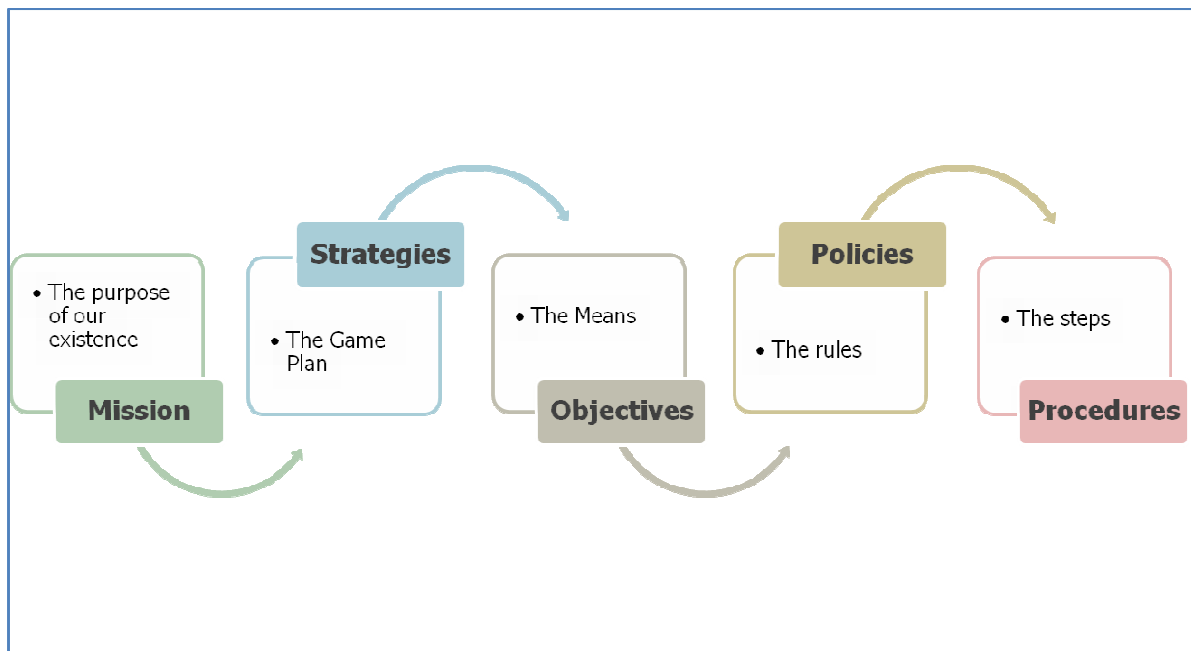 • The purpose
of our
existence
Mission
Strategies
• The Game
Plan
• The Means
Objectives
Policies
• The rules
• The steps
Procedures